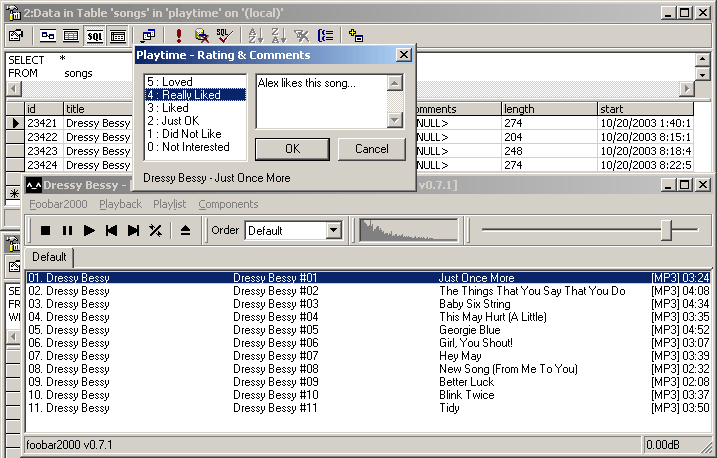 2:Data in Table 'songs' in 'playtime' on '(local)'
SQL SQL
SELECT *
FROM songs
Playtime - Rating & Comments
5 : Loved
4 : Really Liked
3 : Liked
2 : Just OK
1 : Did Not Like
0 : Not Interested
Alex likes this song...
OK Cancel
Dressy Bessy - Just Once More
id title omments length start
23421 Dressy Bess NULL> 274 10/20/2003 1:40:1
23422 Dressy Bess NULL> 204 10/20/2003 8:15:1
23423 Dressy Bess NULL> 248 10/20/2003 8:18:4
23424 Dressy Bess NULL> 274 10/20/2003 8:22:5
Dressy Bessy - v0.7.1]
Foobar2000 Playback Playlist Components
Order Default
Default
01. Dressy Bessy Dressy Bessy #01 Just Once More [MP3] 03:24
02. Dressy Bessy Dressy Bessy #02 The Things That You Say That You Do [MP3] 04:08
03. Dressy Bessy Dressy Bessy #03 Baby Six String [MP3] 04:34
04. Dressy Bessy Dressy Bessy #04 This May Hurt (A Little) [MP3] 03:35
05. Dressy Bessy Dressy Bessy #05 Georgie Blue [MP3] 04:52
06. Dressy Bessy Dressy Bessy #06 Girl, You Shout! [MP3] 03:07
07. Dressy Bessy Dressy Bessy #07 Hey May [MP3] 03:39
08. Dressy Bessy Dressy Bessy #08 New Song (From Me To You) [MP3] 02:32
09. Dressy Bessy Dressy Bessy #09 Better Luck [MP3] 02:08
10. Dressy Bessy Dressy Bessy #10 Blink Twice [MP3] 03:37
11. Dressy Bessy Dressy Bessy #11 Tidy [MP3] 03:50
SE
FR
WI
foobar2000 v0.7.1 0.00dB